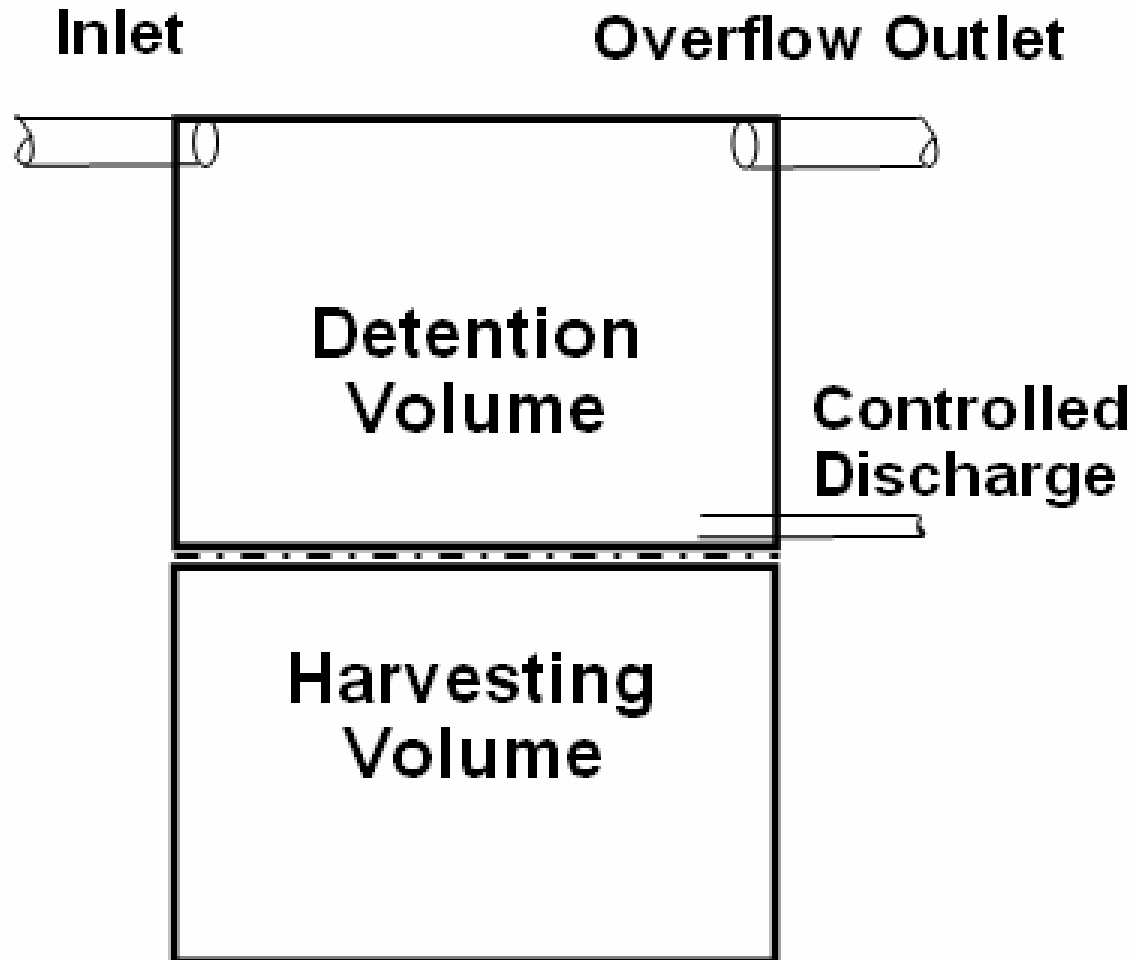 Inlet
Overflow Outlet
Detention
Volume
Controlled
Discharge
Harvesting
Volume